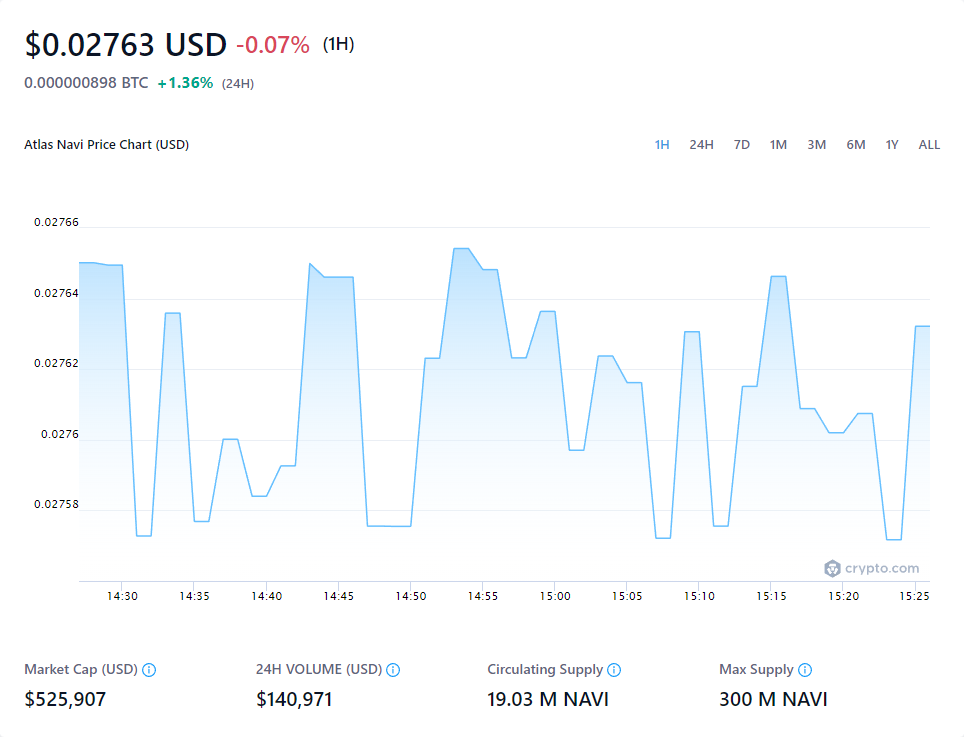 $0.02763 USD -0.07% (1H)
0.000000898 BTC +1.36% (24H)
Atlas Navi Price Chart (USD) 1H 24H 7D 1M 3M 6M 1Y ALL
0.02766
0.02764
0.02762
0.0276
0.02758
crypto.com
14:30 14:35 14:40 14:45 14:50 14:55 15:00 15:05 15:10 15:15 15:20 15:25
Market Cap (USD) 24H VOLUME (USD) Circulating Supply Max Supply
$525,907 $140,971 19.03 M NAVI 300 M NAVI